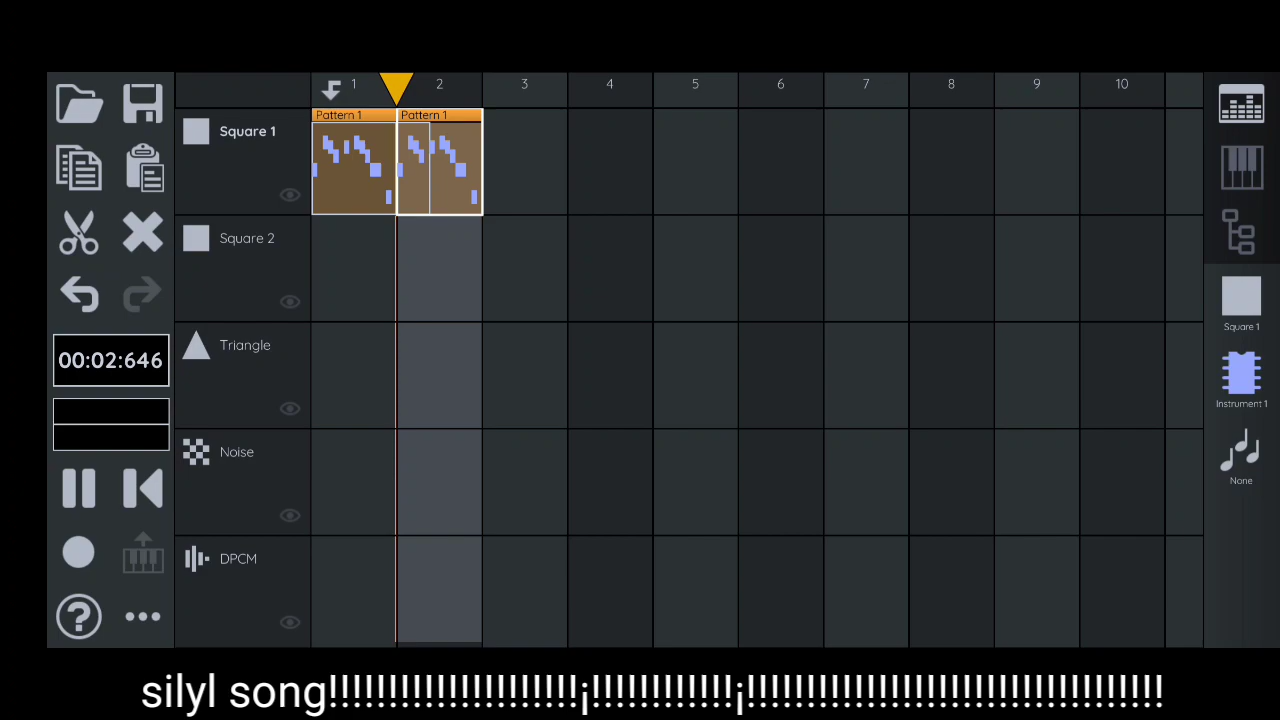 1 2 3 4 5 6 7 8 9 10
Pattern 1 Pattern 1
Square 1
Square 2
Triangle
Noise
DPCM
00:02:646
Square 1
Instrument 1
None
silyl song!!!!!!!!!!!!!!!!!!!!!¡!!!!!!!!!!!!¡!!!!!!!!!!!!!!!!!!!!!!!!!!!!!!!!!!!